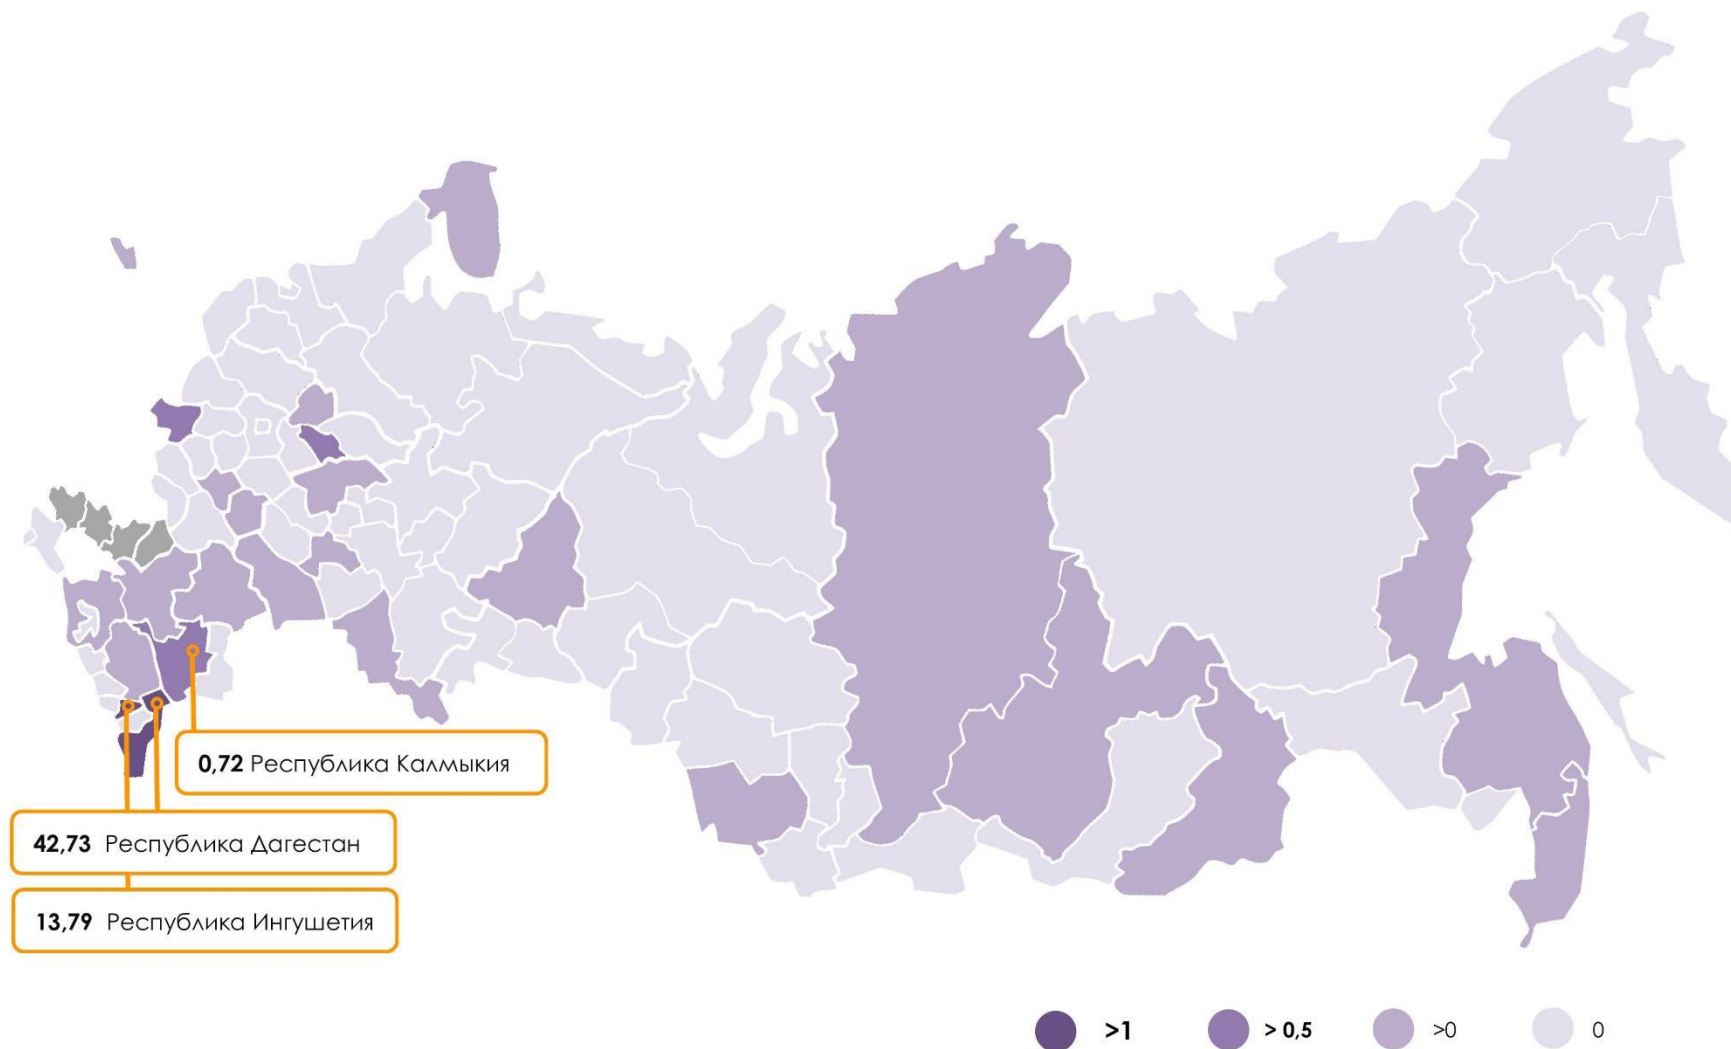 0,72 Республика Калмыкия
42,73 Республика Дагестан
13,79 Республика Ингушетия
>1
> 0,5
>0
0